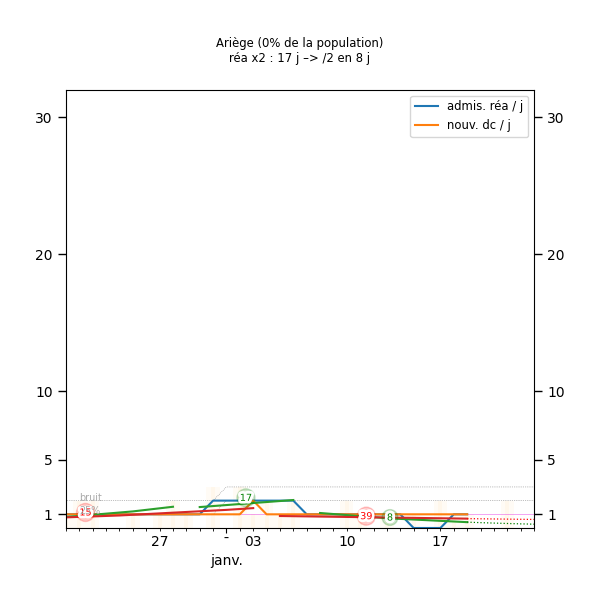 Ariège (0% de la population)
réa x2 : 17 j –> /2 en 8 j
admis. réa / j
nouv. dc / j
30 30
20 20
10 10
5 5
bruit
17
15
39 8
1 1
27 03 10 17
janv.